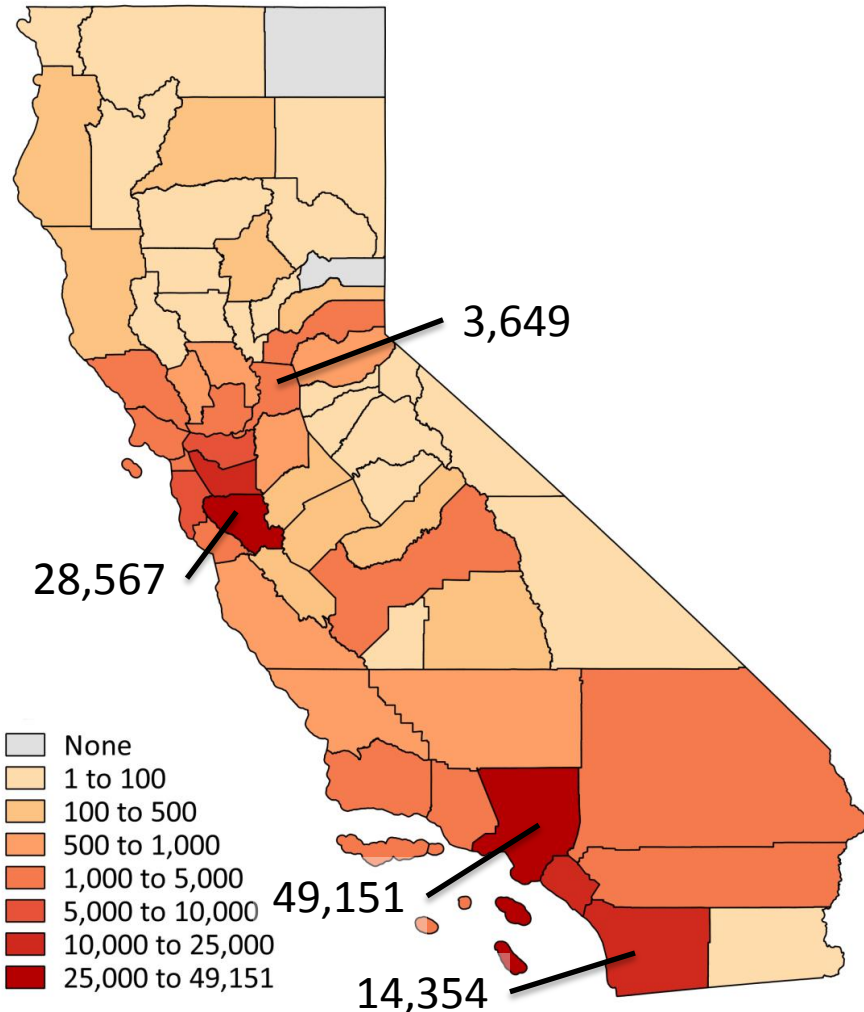 3,649
28,567
None
1 to 100
100 to 500
500 to 1,000
1,000 to 5,000
5,000 to 10,000
10,000 to 25,000
25,000 to 49,151
49,151
14,354